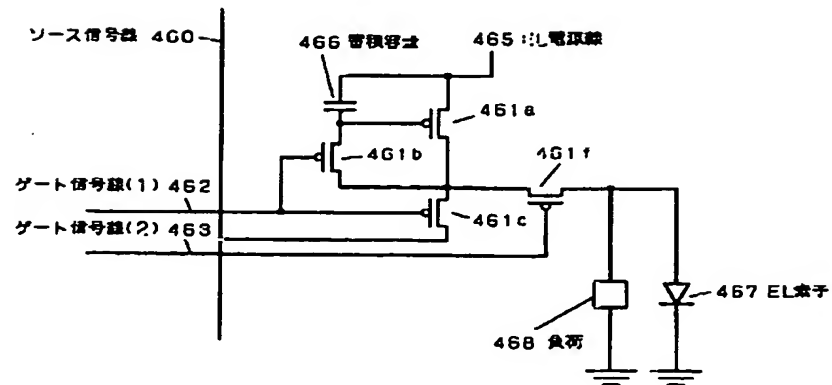 ソース信号線 460
466 蓄積容量
465 電源線
461a
461b
461f
ゲート信号線(1) 462
461c
ゲート信号線(2) 463
467 EL素子
468 負荷